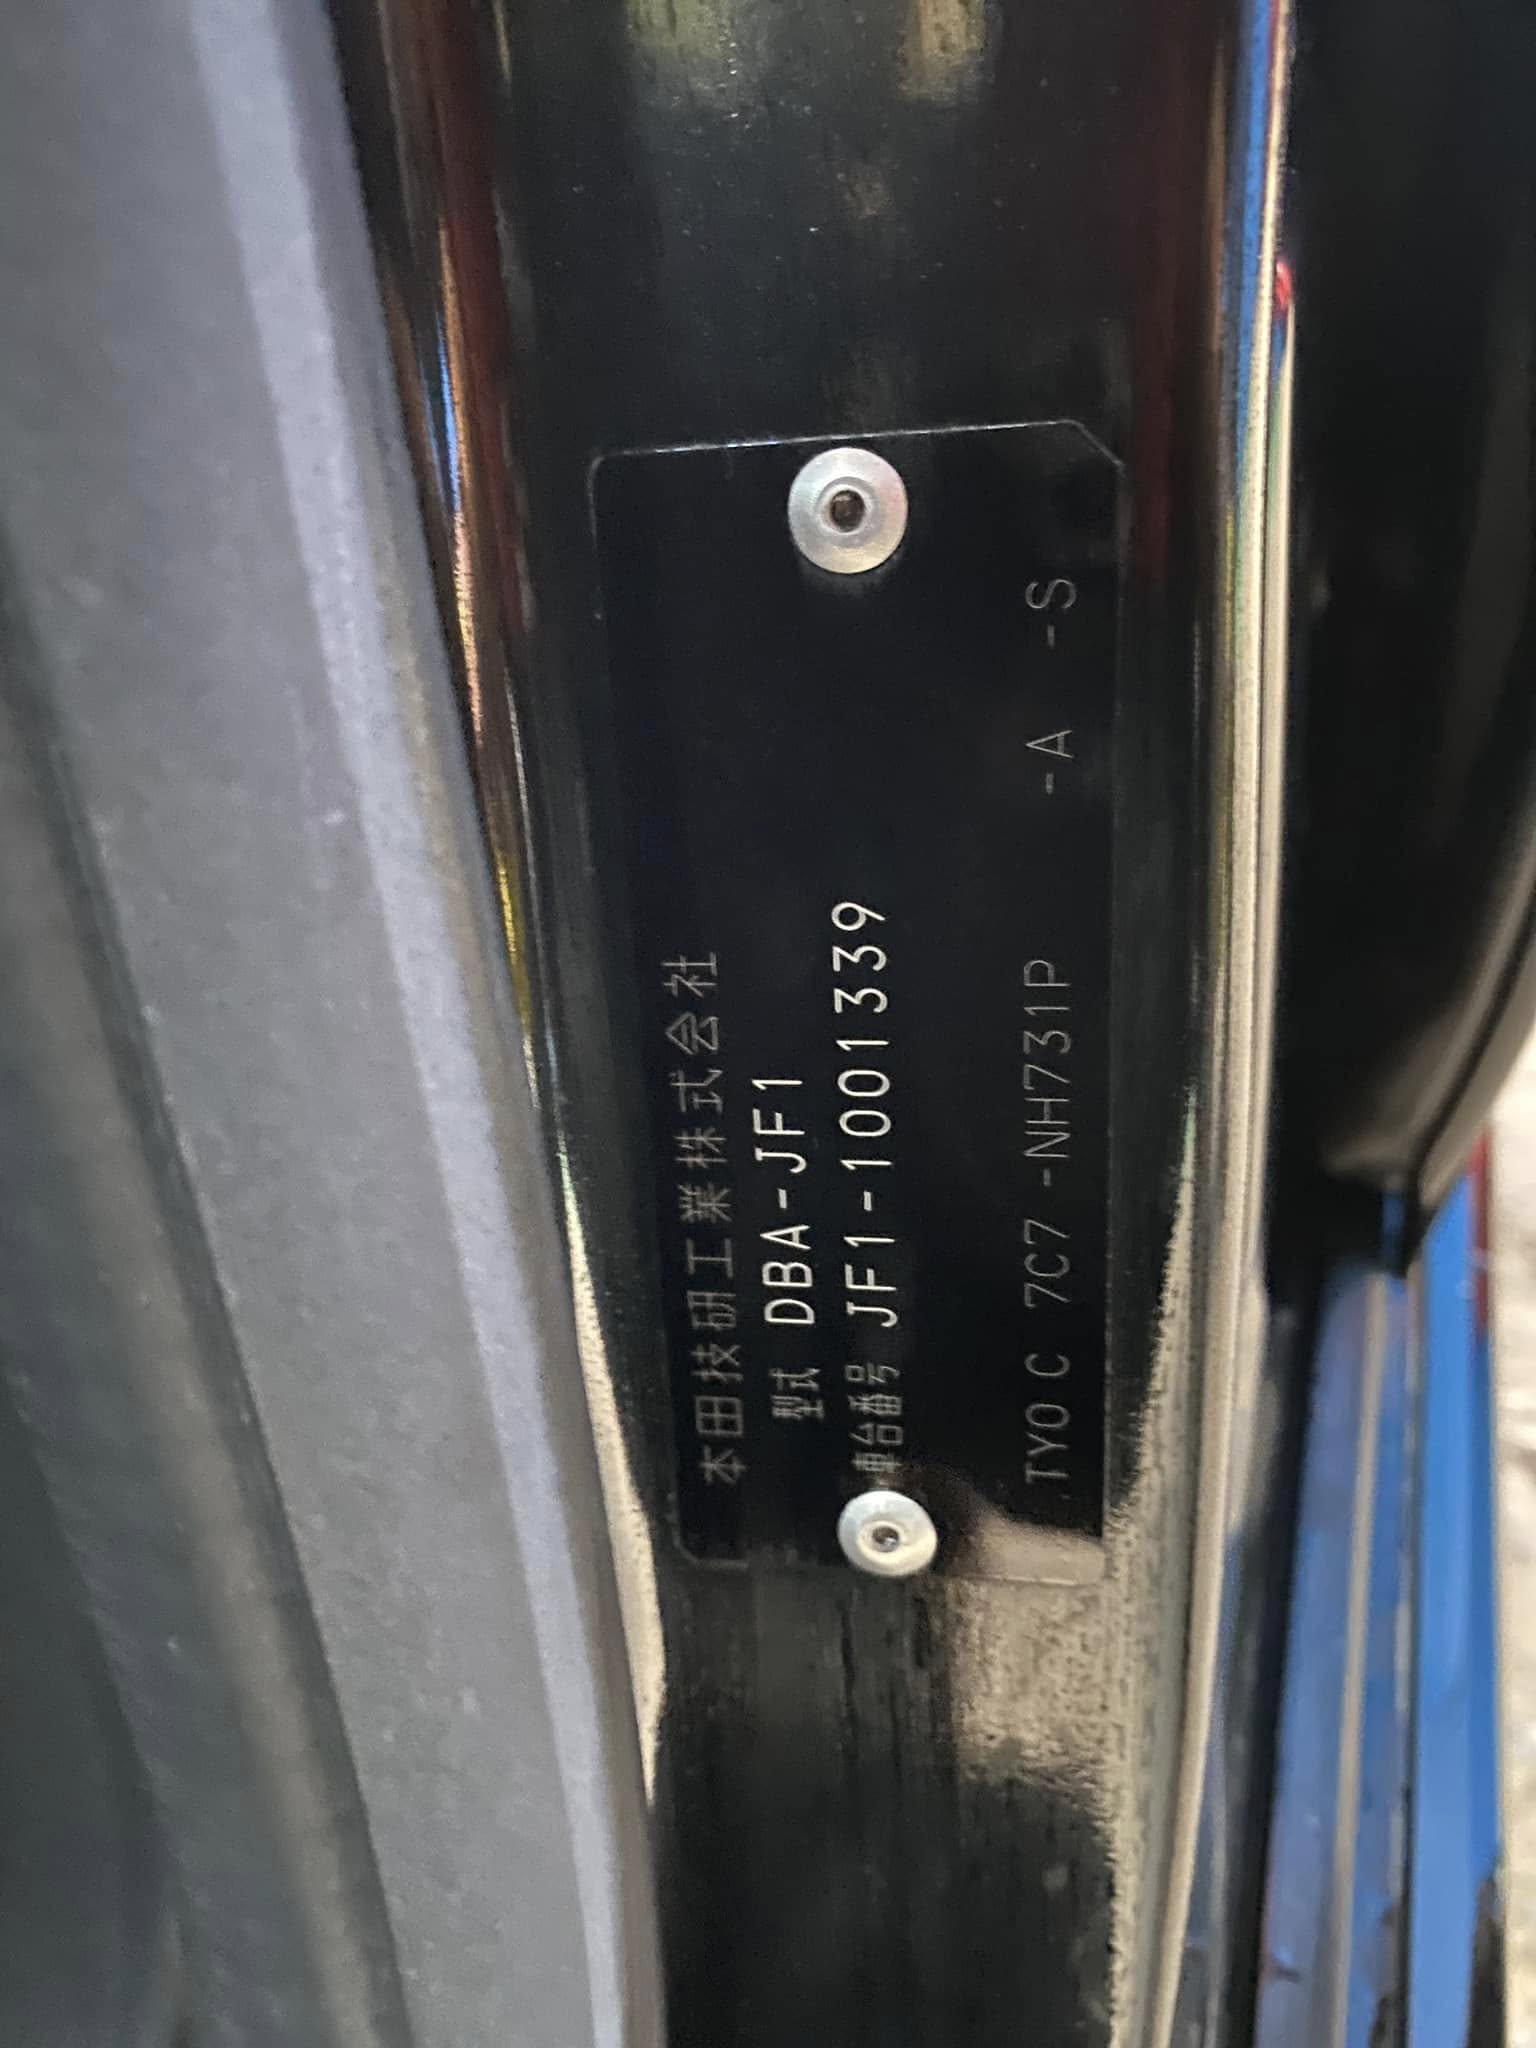 本田技研工業株式会社
型式 DBA-JF1
車台番号 JF1-1001339
TY0 C 7C7 -NH731P -A -S